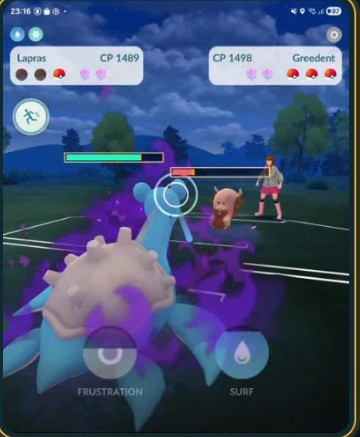 23:16
Lapras CP 1489
CP 1498 Greedent
FRUSTRATION
SURF